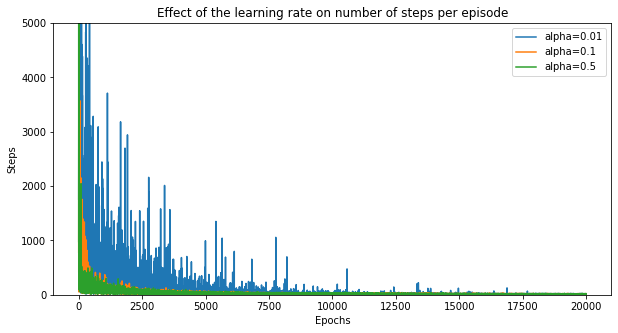 Effect of the learning rate on number of steps per episode
5000
4000
3000
2000
1000
0
Steps
alpha=0.01
alpha=0.1
alpha=0.5
0 2500 5000 7500 10000 12500 15000 17500 20000
Epochs